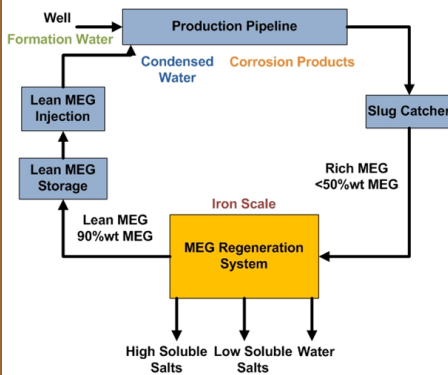 Well
Formation Water
Production Pipeline
Condensed
Water
Corrosion Products
Lean MEG
Injection
Slug Catcher
Lean MEG
Storage
Rich MEG
<50%wt MEG
Iron Scale
Lean MEG
90%wt MEG
MEG Regeneration
System
High Soluble
Salts
Low Soluble
Salts
Water